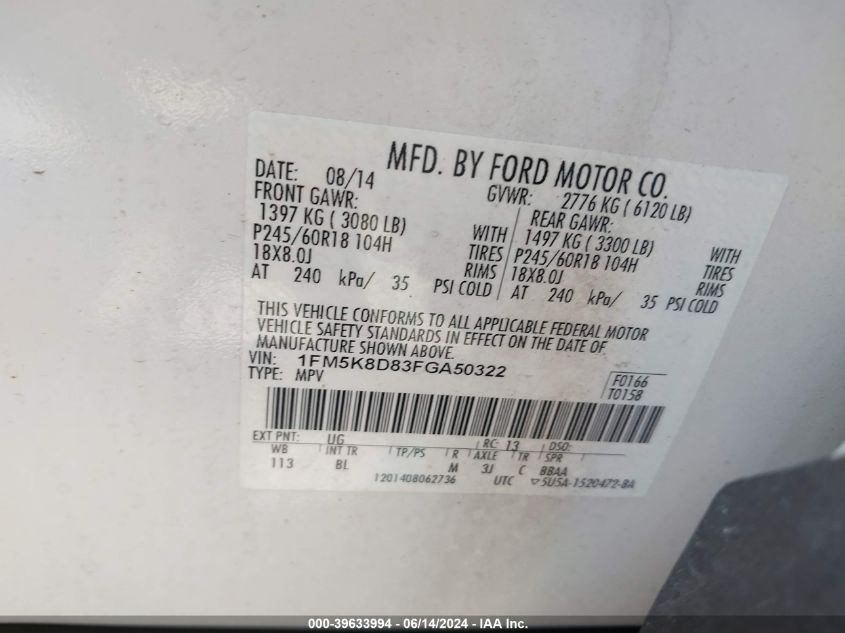 MFD. BY FORD MOTOR CO.
DATE: 08/14 GVWR: 2776 KG ( 6120 LB)
FRONT GAWR: REAR GAWR:
1397 KG ( 3080 LB) WITH 1497 KG ( 3300 LB) WITH
P245/60R18 104H TIRES P245/60R18 104H TIRES
18X8.0J RIMS 18X8.0J RIMS
AT 240 kPa/ 35 PSI COLD AT 240 kPa/ 35 PSI COLD
THIS VEHICLE CONFORMS TO ALL APPLICABLE FEDERAL MOTOR
VEHICLE SAFETY STANDARDS IN EFFECT ON THE DATE OF
MANUFACTURE SHOWN ABOVE.
VIN: 1FM5K8D83FGA50322
TYPE: MPV F0166
T0158
EXT PNT: UG RC: 13 DSO:
WB INT TR TP/PS R AXLE TR SPR
113 BL M 3J C BBAA
1201408062736 UTC ▽5U5A-1520472-BA
000-39633994 / 06/14/2024 - IAA Inc.